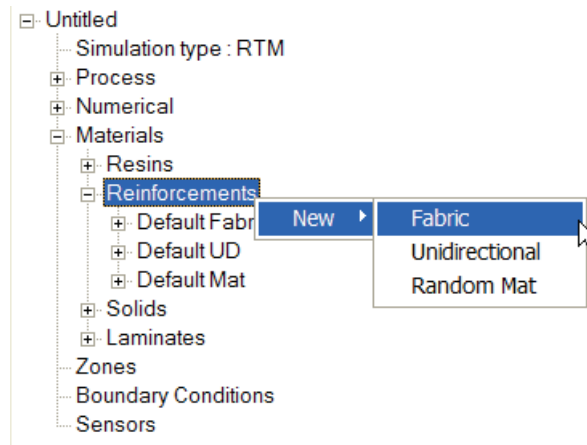 Untitled
Simulation type : RTM
Process
Numerical
Materials
Resins
Reinforcements
Default Fabr New Fabric
Default UD Unidirectional
Default Mat Random Mat
Solids
Laminates
Zones
Boundary Conditions
Sensors